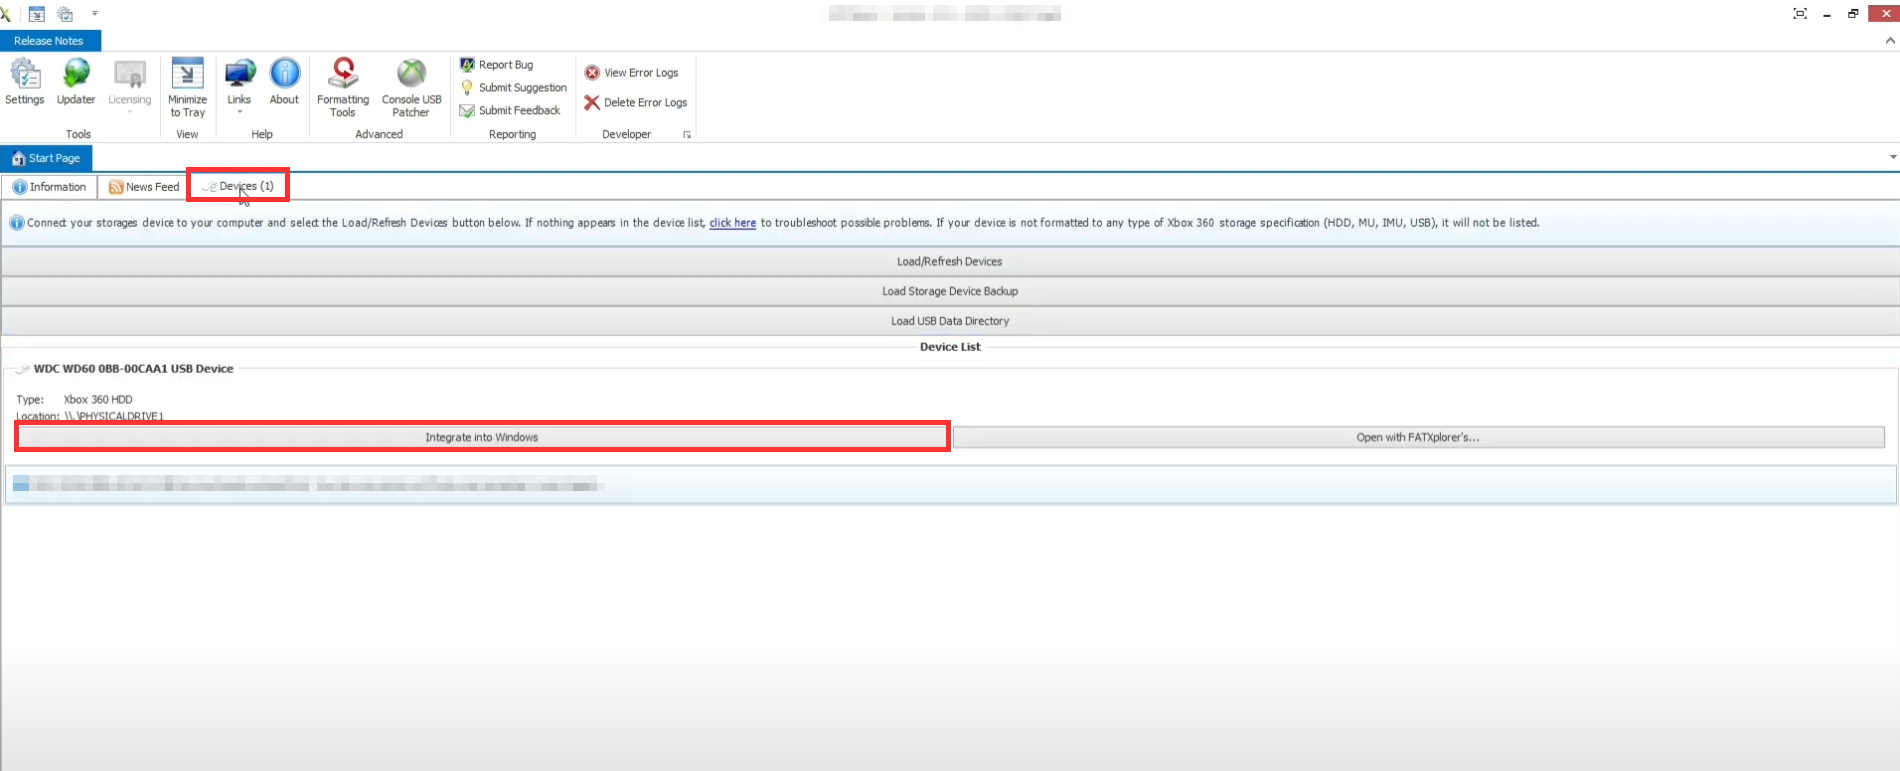 Release Notes
Settings
Updater
Licensing
Tools
Minimize
to Tray
View
Links
About
Help
Formatting
Tools
Console USB
Patcher
Advanced
Report Bug
Submit Suggestion
Submit Feedback
Reporting
View Error Logs
Delete Error Logs
Developer
Start Page
Information
News Feed
Devices (1)
Connect your storages device to your computer and select the Load/Refresh Devices button below. If nothing appears in the device list, click here to troubleshoot possible problems. If your device is not formatted to any type of Xbox 360 storage specification (HDD, MU, IMU, USB), it will not be listed.
Load/Refresh Devices
Load Storage Device Backup
Load USB Data Directory
Device List
WDC WD60 0BB-00CAA1 USB Device
Type: Xbox 360 HDD
Location: \\.\PHYSICALDRIVE1
Integrate into Windows
Open with FATXplorer's...